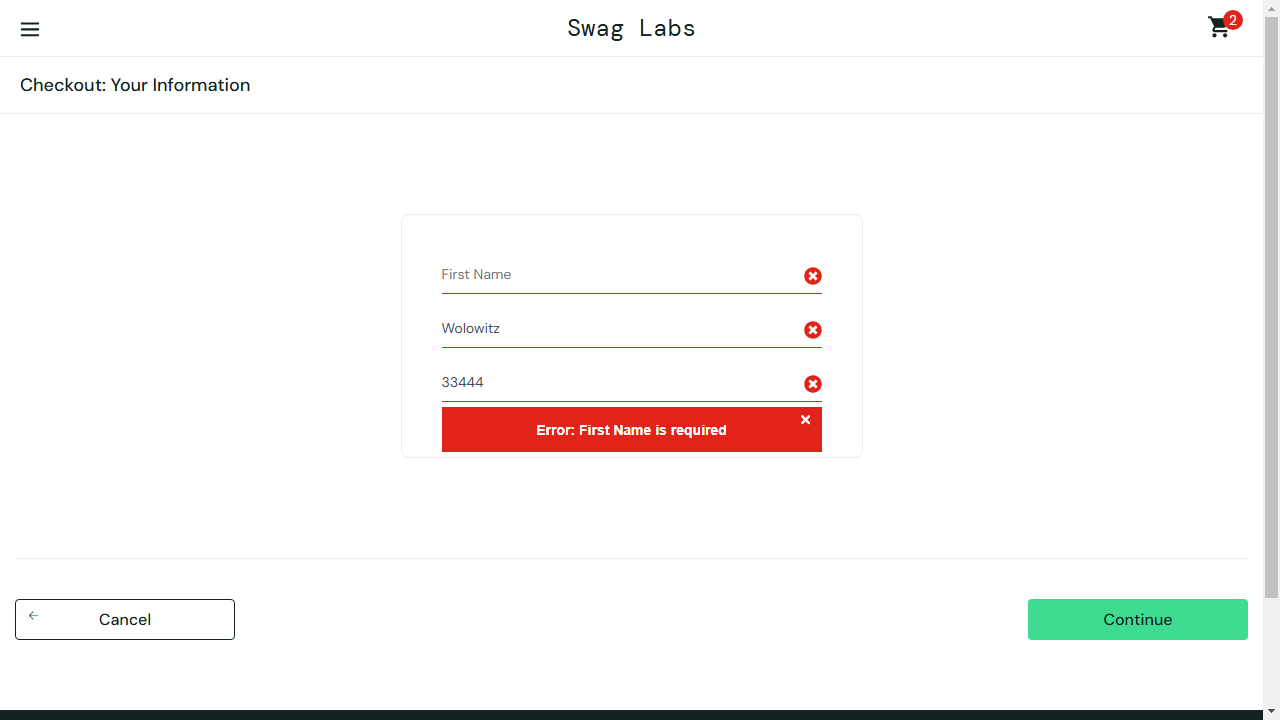 Swag Labs
2
Checkout: Your Information
First Name
Wolowitz
33444
Error: First Name is required
Cancel
Continue